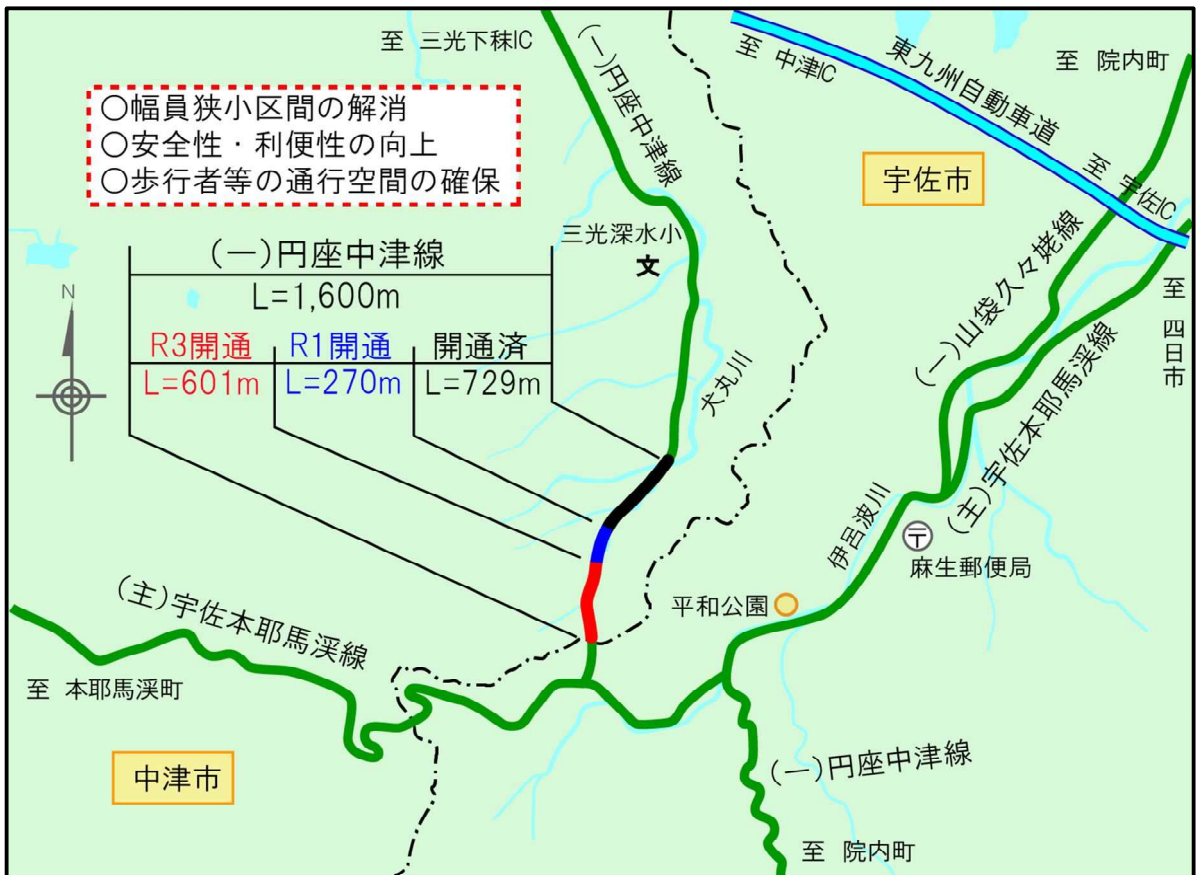 至 三光下秣IC
(一)円座中津線
至 中津IC
東九州自動車道
至 宇佐IC
至 院内町
○幅員狭小区間の解消
○安全性・利便性の向上
○歩行者等の通行空間の確保
宇佐市
三光深水小
文
(一)円座中津線
L=1,600m
N
R3開通
R1開通
開通済
L=601m
L=270m
L=729m
犬丸川
(一)山袋久々姥線
(主)宇佐本耶馬渓線
至 四日市
伊呂波川
〒
麻生郵便局
平和公園
(主)宇佐本耶馬渓線
至 本耶馬渓町
中津市
(一)円座中津線
至 院内町